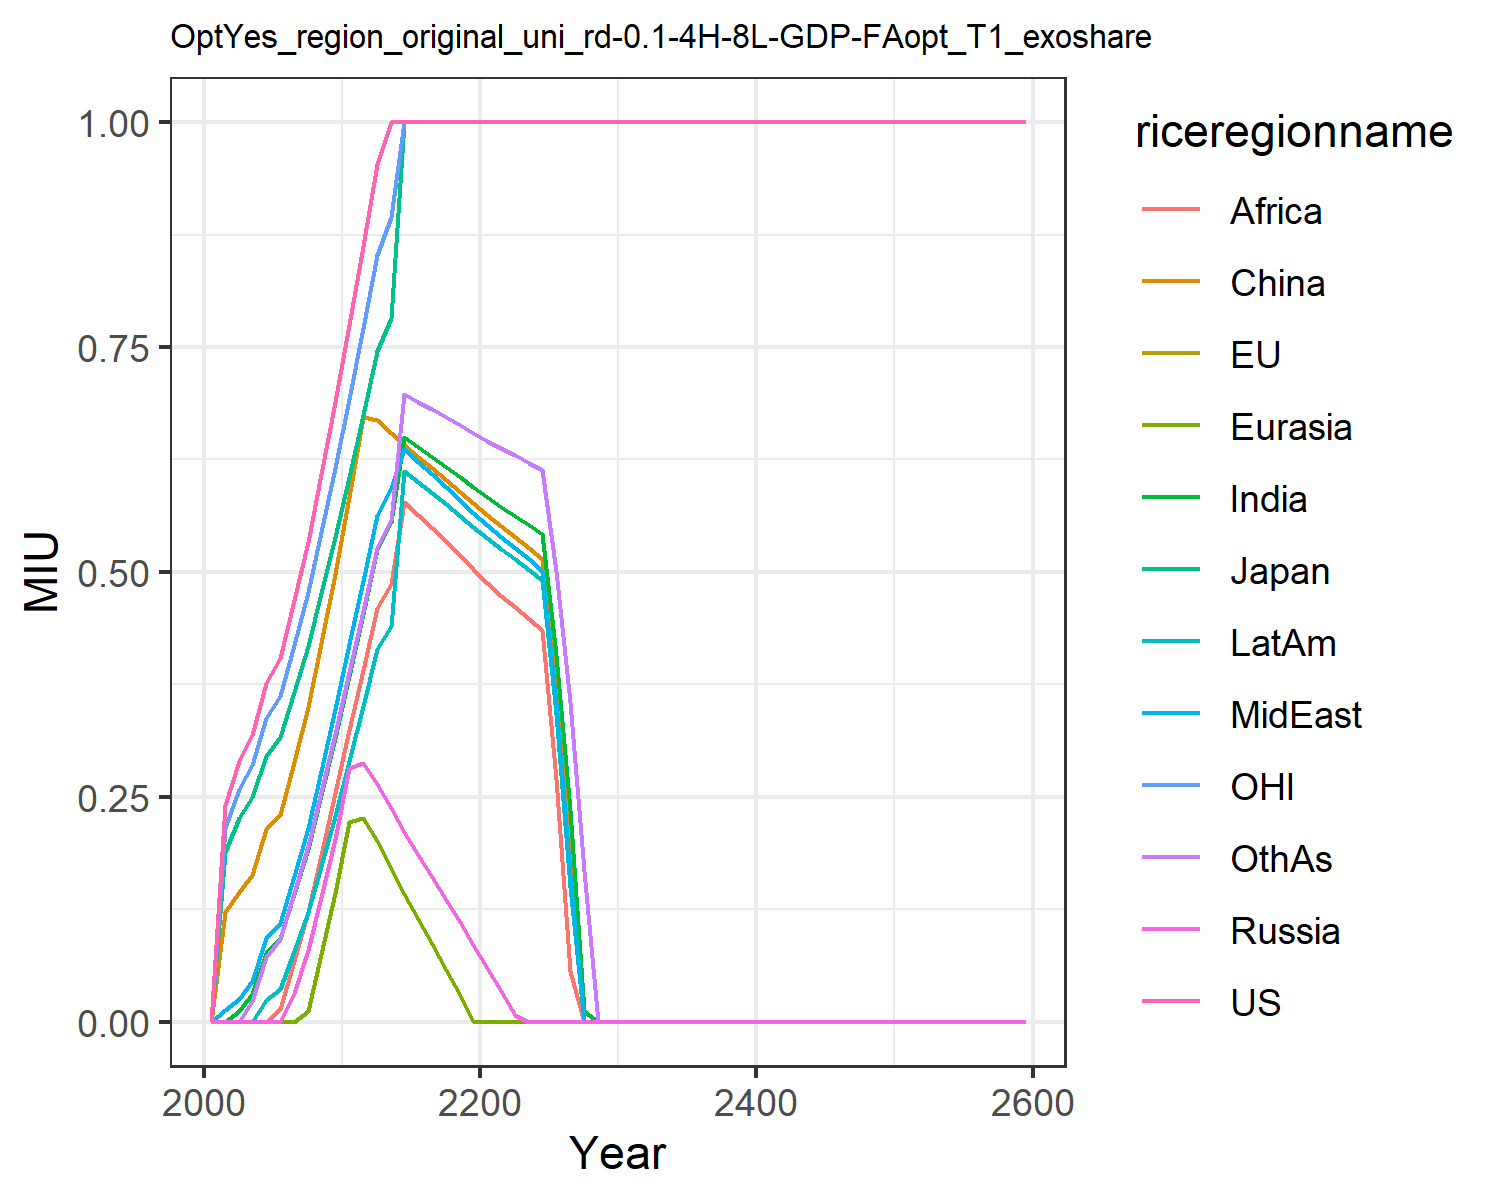 OptYes_region_original_uni_rd-0.1-4H-8L-GDP-FAopt_T1_exoshare
1.00
0.75
0.50
0.25
0.00
MIU
2000
2200
2400
2600
Year
riceregionname
Africa
China
EU
Eurasia
India
Japan
LatAm
MidEast
OHI
OthAs
Russia
US